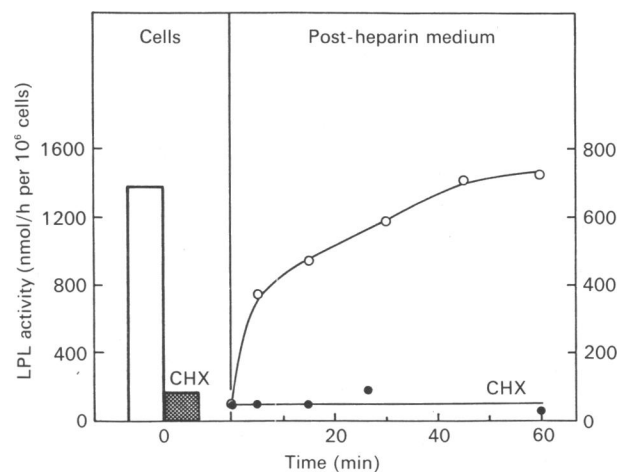 Cells
Post-heparin medium
LPL activity (nmol/h per 10⁶ cells)
1600
1200
800
400
0
800
600
400
200
0
CHX
CHX
0
20
40
60
Time (min)